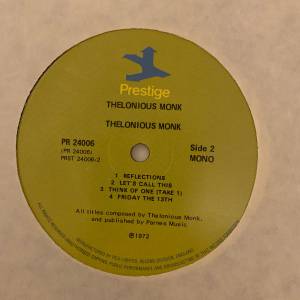 Prestige
THELONIOUS MONK
THELONIOUS MONK
PR 24006
(PR 24006)
PRST 24006-2
Side 2
MONO
1 REFLECTIONS
2 LET'S CALL THIS
3 THINK OF ONE (TAKE 1)
4 FRIDAY THE 13TH
All titles composed by Thelonious Monk,
and published by Parnes Music
℗1972